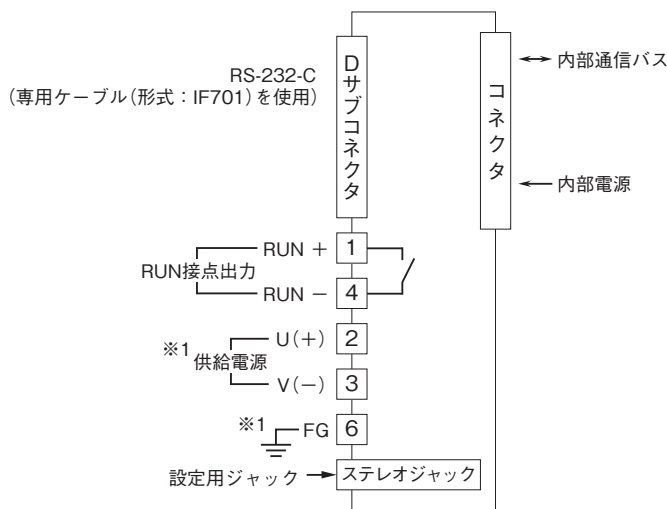 RS-232-C
(専用ケーブル(形式：IF701)を使用)
Dサブコネクタ
コネクタ
内部通信バス
内部電源
RUN接点出力
RUN +
1
RUN −
4
※1
供給電源
U(+)
2
V(−)
3
※1
FG
6
設定用ジャック
ステレオジャック